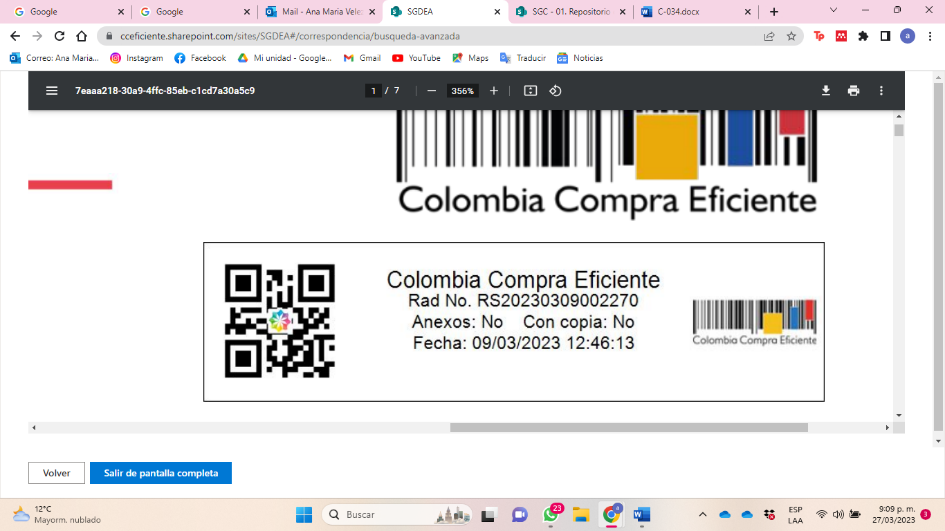 Google
Google
Mail - Ana Maria Vele
SGDEA
SGC - 01. Repositorio
C-034.docx
cceficiente.sharepoint.com/sites/SGDEA#/correspondencia/busqueda-avanzada
Correo: Ana Maria...
Instagram
Facebook
Mi unidad - Google...
Gmail
YouTube
Maps
Traducir
Noticias
7eaaa218-30a9-4ffc-85eb-c1cd7a30a5c9
1 / 7
356%
Colombia Compra Eficiente
Colombia Compra Eficiente
Rad No. RS20230309002270
Anexos: No Con copia: No
Fecha: 09/03/2023 12:46:13
Colombia Compra Eficiente
Volver
Salir de pantalla completa
12°C
Mayorm. nublado
Buscar
23
ESP
LAA
9:09 p. m.
27/03/2023
3